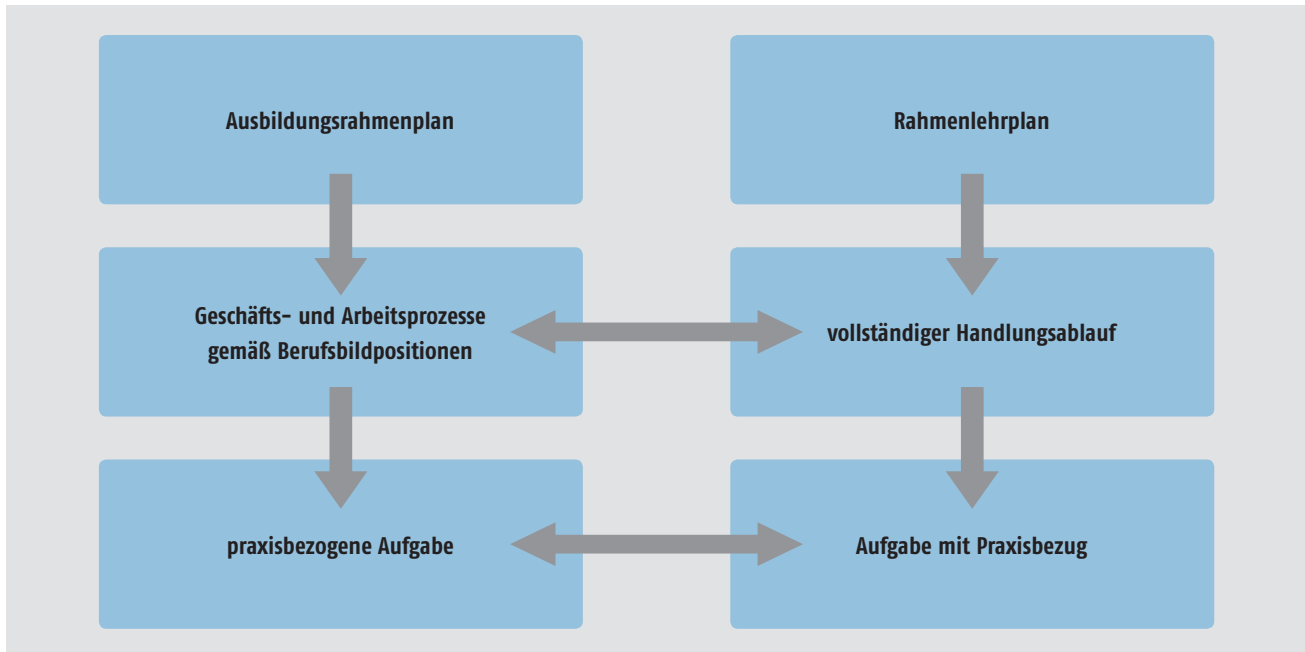 Ausbildungsrahmenplan
Rahmenlehrplan
Geschäfts- und Arbeitsprozesse
gemäß Berufsbildpositionen
vollständiger Handlungsablauf
praxisbezogene Aufgabe
Aufgabe mit Praxisbezug